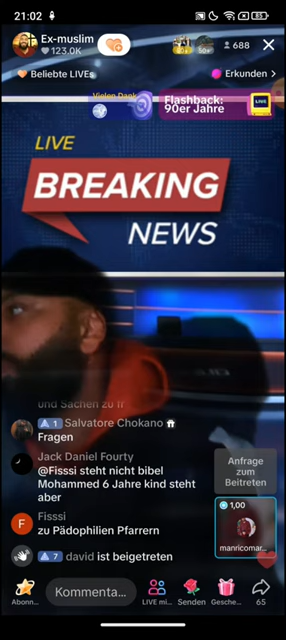 21:02
85
Ex-muslim
123.0K
50x
688
Beliebte LIVEs
Erkunden >
Vielen Dank
Flashback:
90er Jahre
LIVE
LIVE
BREAKING
NEWS
und Sachen zu fr
1 Salvatore Chokano
Fragen
Jack Daniel Fourty
@Fisssi steht nicht bibel
Mohammed 6 Jahre kind steht
aber
Anfrage
zum
Beitreten
F
Fisssi
zu Pädophilien Pfarrern
1,00
manricomar...
7 david ist beigetreten
Abonn...
Kommenta...
LIVE mi...
Senden
Gesche...
65